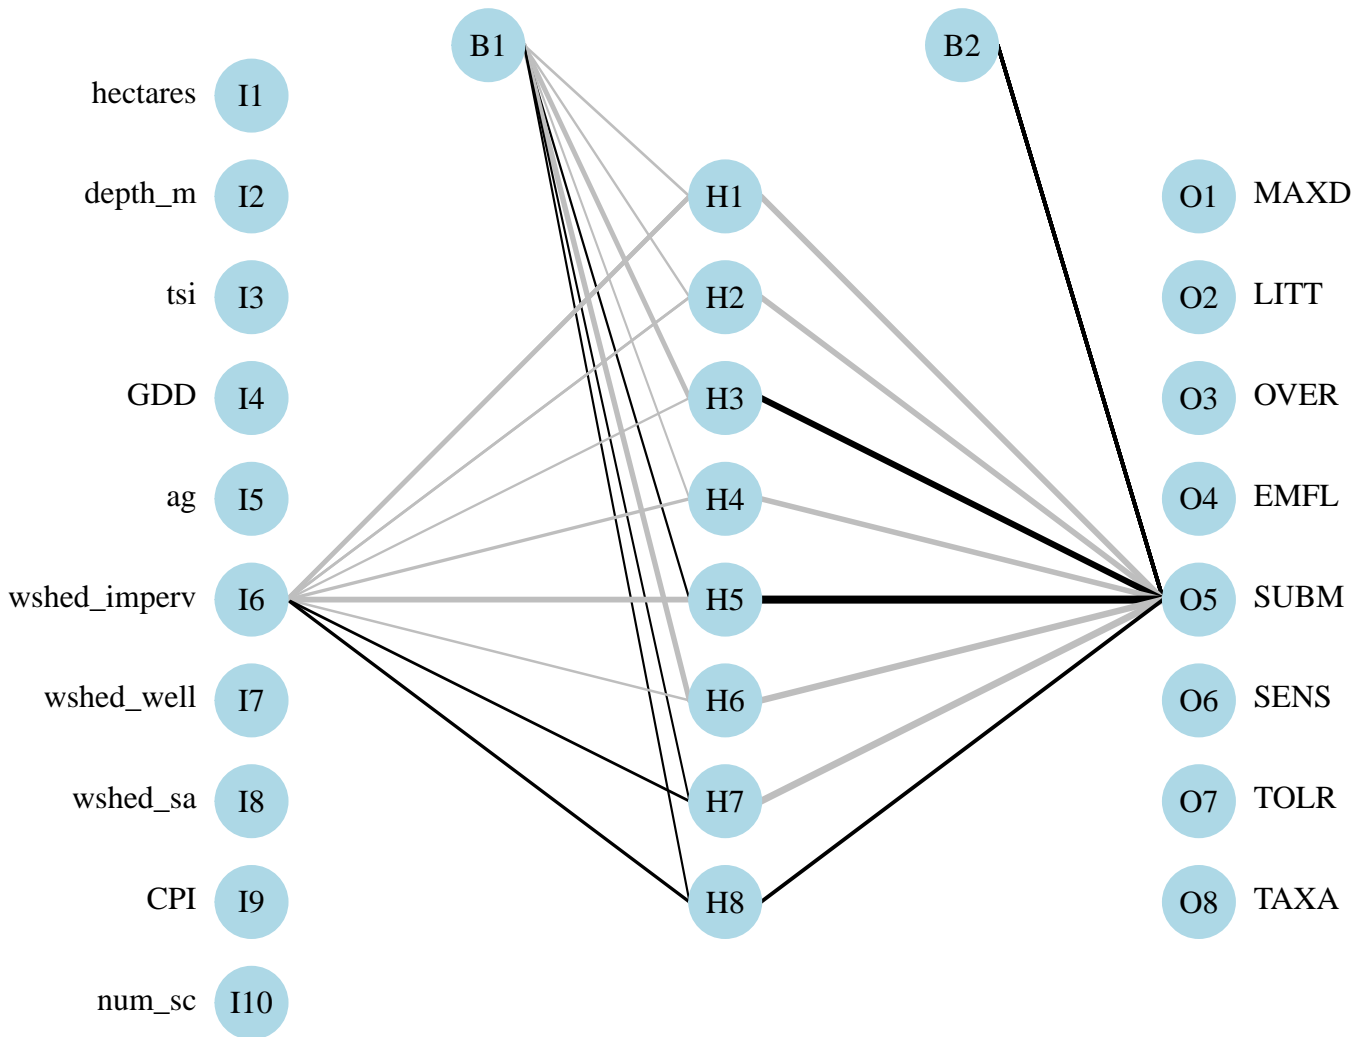 B1 B2
hectares I1
depth_m I2 H1 O1 MAXD
tsi I3 H2 O2 LITT
GDD I4 H3 O3 OVER
ag I5 H4 O4 EMFL
wshed_imperv I6 H5 O5 SUBM
wshed_well I7 H6 O6 SENS
wshed_sa I8 H7 O7 TOLR
CPI I9 H8 O8 TAXA
num_sc I10